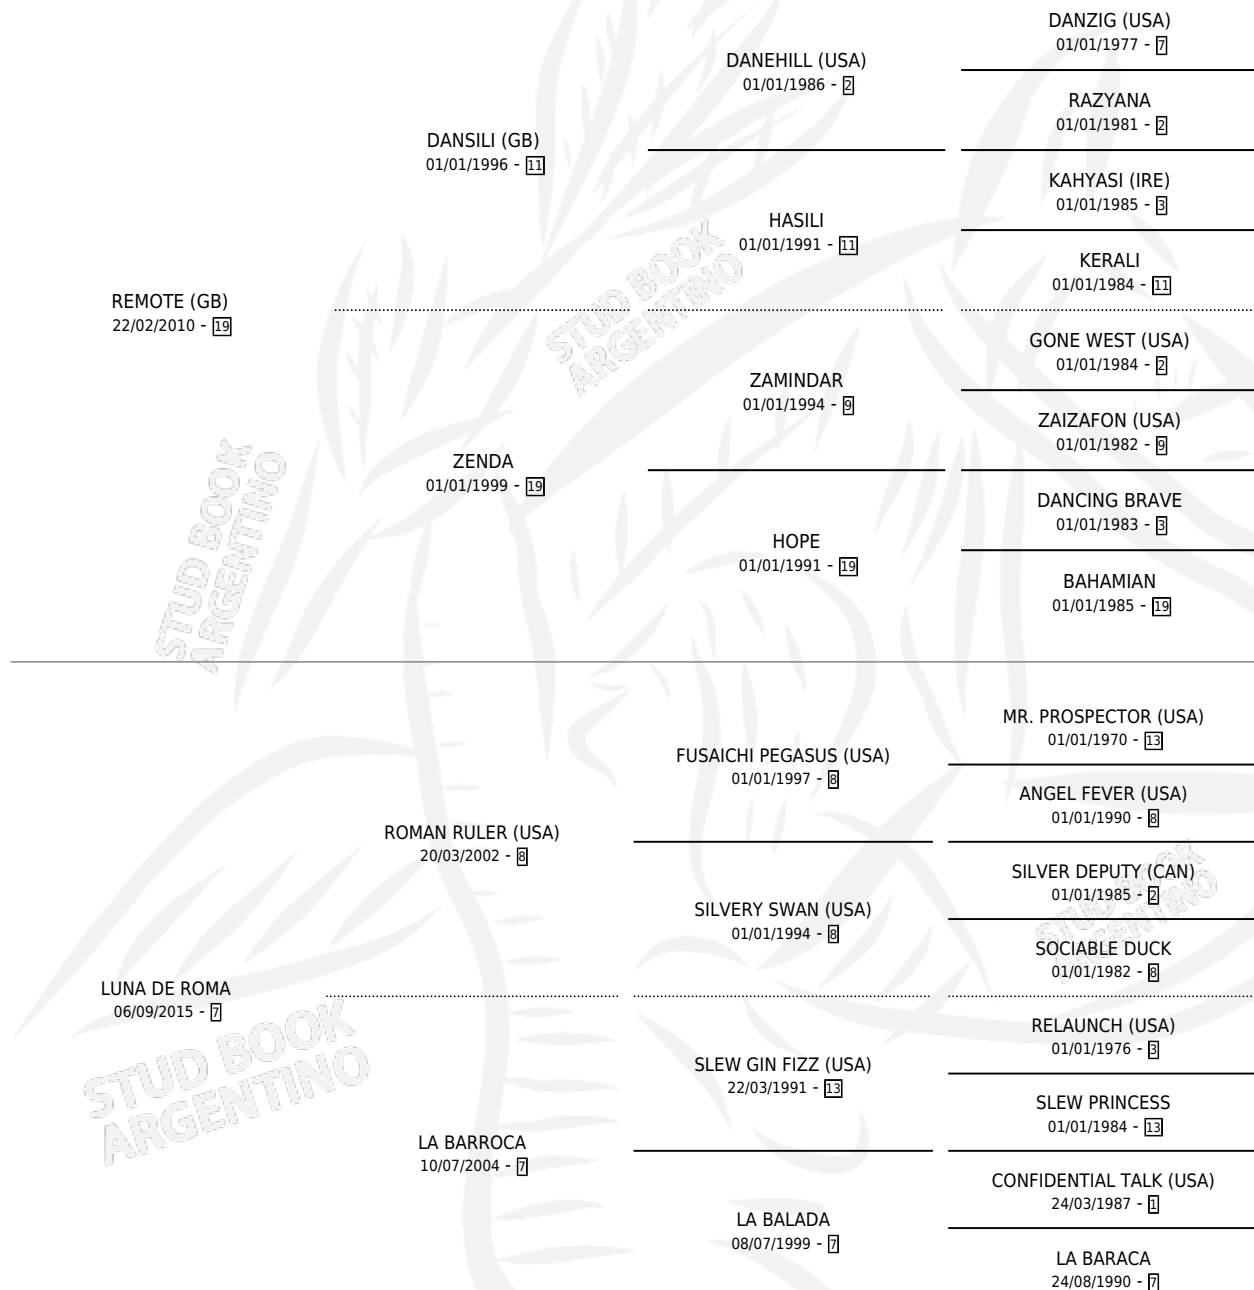 DANZIG (USA)
01/01/1977 - 7
DANEHILL (USA)
01/01/1986 - 2
RAZYANA
01/01/1981 - 2
DANSILI (GB)
01/01/1996 - 11
KAHYASI (IRE)
01/01/1985 - 3
HASILI
01/01/1991 - 11
KERALI
01/01/1984 - 11
REMOTE (GB)
22/02/2010 - 19
GONE WEST (USA)
01/01/1984 - 2
ZAMINDAR
01/01/1994 - 9
ZAIZAFON (USA)
01/01/1982 - 9
ZENDA
01/01/1999 - 19
DANCING BRAVE
01/01/1983 - 3
HOPE
01/01/1991 - 19
BAHAMIAN
01/01/1985 - 19
MR. PROSPECTOR (USA)
01/01/1970 - 13
FUSAICHI PEGASUS (USA)
01/01/1997 - 8
ANGEL FEVER (USA)
01/01/1990 - 8
ROMAN RULER (USA)
20/03/2002 - 8
SILVER DEPUTY (CAN)
01/01/1985 - 2
SILVERY SWAN (USA)
01/01/1994 - 8
SOCIABLE DUCK
01/01/1982 - 8
LUNA DE ROMA
06/09/2015 - 7
RELAUNCH (USA)
01/01/1976 - 3
SLEW GIN FIZZ (USA)
22/03/1991 - 13
SLEW PRINCESS
01/01/1984 - 13
LA BARROCA
10/07/2004 - 7
CONFIDENTIAL TALK (USA)
24/03/1987 - 1
LA BALADA
08/07/1999 - 7
LA BARACA
24/08/1990 - 7
STUD BOOK
ARGENTINO
STUD BOOK
ARGENTINO
STUD BOOK
ARGENTINO
STUD BOOK
ARGENTINO